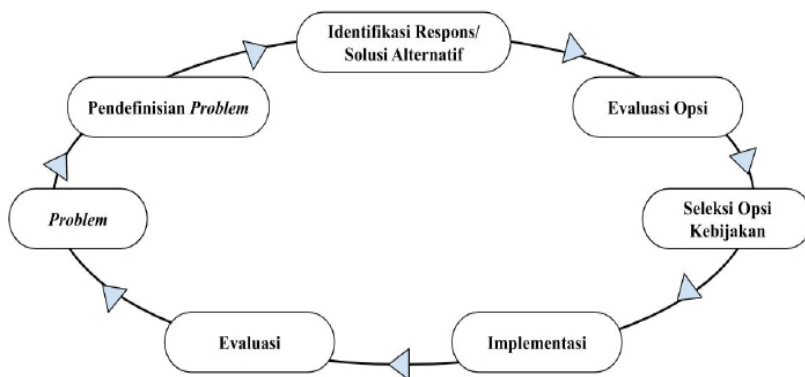 Identifikasi Respons/
Solusi Alternatif
Pendefinisian Problem
Evaluasi Opsi
Problem
Seleksi Opsi
Kebijakan
Evaluasi
Implementasi